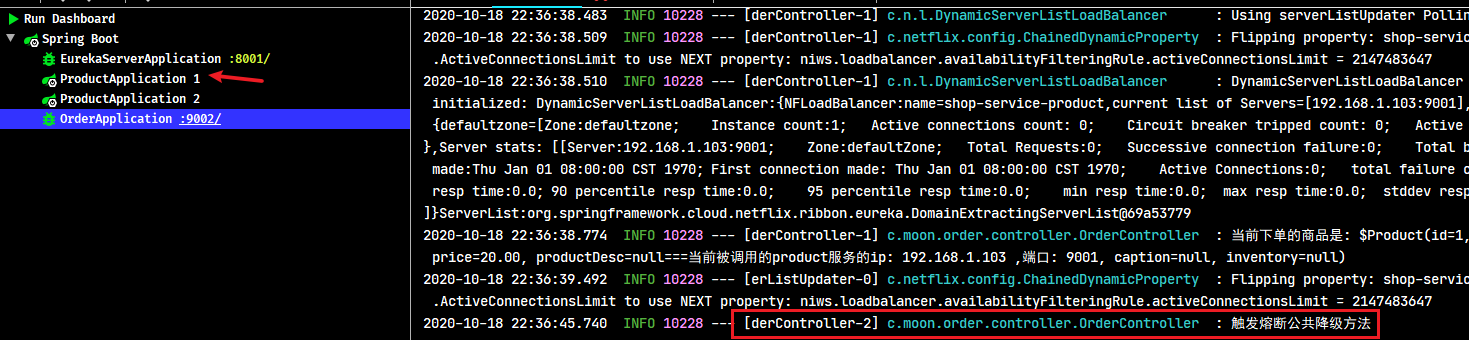 Run Dashboard
Spring Boot
EurekaServerApplication :8001/
ProductApplication 1
ProductApplication 2
OrderApplication :9002/
2020-10-18 22:36:38.483 INFO 10228 --- [derController-1] c.n.l.DynamicServerListLoadBalancer : Using serverListUpdater Pollin
2020-10-18 22:36:38.509 INFO 10228 --- [derController-1] c.netflix.config.ChainedDynamicProperty : Flipping property: shop-servic
.ActiveConnectionsLimit to use NEXT property: niws.loadbalancer.availabilityFilteringRule.activeConnectionsLimit = 2147483647
2020-10-18 22:36:38.510 INFO 10228 --- [derController-1] c.n.l.DynamicServerListLoadBalancer : DynamicServerListLoadBalancer
initialized: DynamicServerListLoadBalancer:{NFLoadBalancer:name=shop-service-product,current list of Servers=[192.168.1.103:9001],
{defaultzone=[Zone:defaultzone; Instance count:1; Active connections count: 0; Circuit breaker tripped count: 0; Active
},Server stats: [[Server:192.168.1.103:9001; Zone:defaultZone; Total Requests:0; Successive connection failure:0; Total b
made:Thu Jan 01 08:00:00 CST 1970; First connection made: Thu Jan 01 08:00:00 CST 1970; Active Connections:0; total failure c
resp time:0.0; 90 percentile resp time:0.0; 95 percentile resp time:0.0; min resp time:0.0; max resp time:0.0; stddev resp
]}ServerList:org.springframework.cloud.netflix.ribbon.eureka.DomainExtractingServerList@69a53779
2020-10-18 22:36:38.774 INFO 10228 --- [derController-1] c.moon.order.controller.OrderController : 当前下单的商品是: $Product(id=1,
price=20.00, productDesc=null===当前被调用的product服务的ip: 192.168.1.103 ,端口: 9001, caption=null, inventory=null)
2020-10-18 22:36:39.492 INFO 10228 --- [erListUpdater-0] c.netflix.config.ChainedDynamicProperty : Flipping property: shop-servic
.ActiveConnectionsLimit to use NEXT property: niws.loadbalancer.availabilityFilteringRule.activeConnectionsLimit = 2147483647
2020-10-18 22:36:45.740 INFO 10228 --- [derController-2] c.moon.order.controller.OrderController : 触发熔断公共降级方法